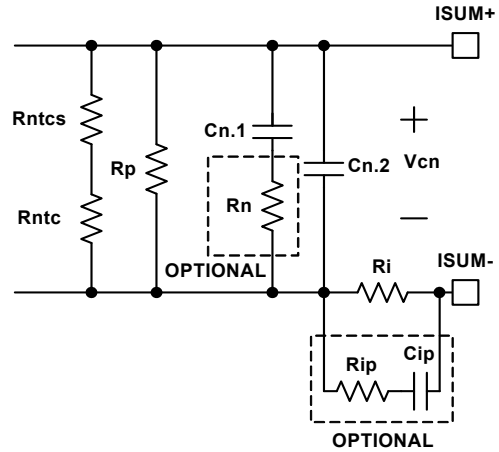 ISUM+
Rntcs
Cn.1
Rp
Cn.2
+
Vcn
Rntc
Rn
−
OPTIONAL
Ri
ISUM-
Rip
Cip
OPTIONAL